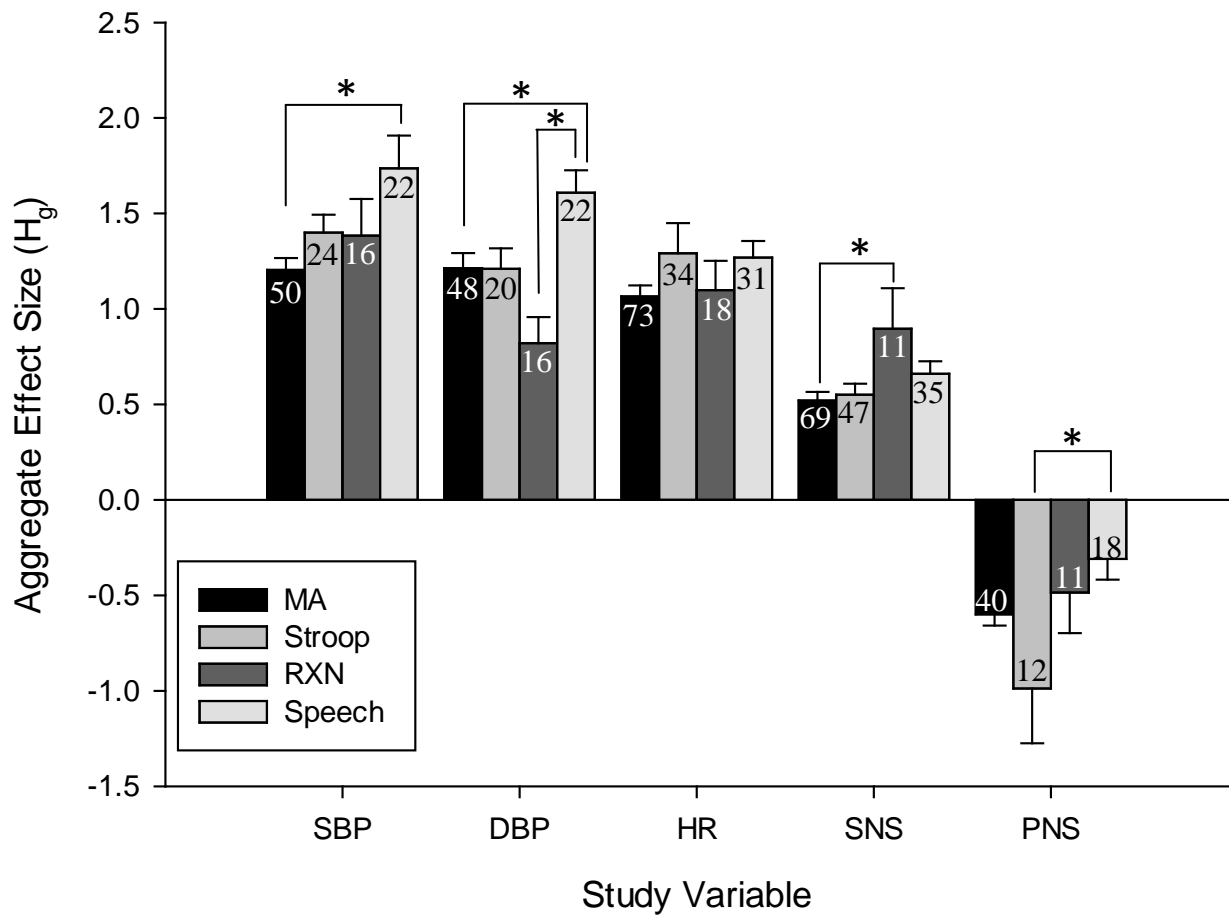 Aggregate Effect Size (Hg)
2.5
2.0
1.5
1.0
0.5
0.0
-0.5
-1.0
-1.5
* * * * *
50 24 16 22
48 20 16 22
73 34 18 31
69 47 11 35
40 12 11 18
MA
Stroop
RXN
Speech
SBP DBP HR SNS PNS
Study Variable